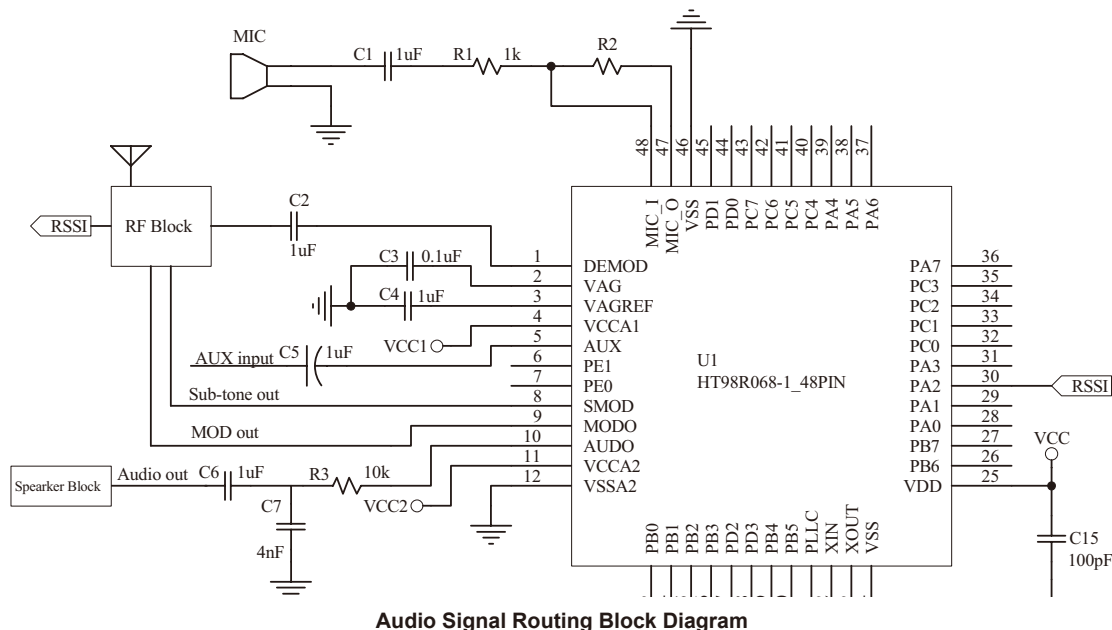 MIC
C1
1uF
R1
1k
R2
48
47
46
45
44
43
42
41
40
39
38
37
MIC_I
MIC_O
VSS
PD1
PD0
PC7
PC6
PC5
PC4
PA4
PA5
PA6
RSSI
RF Block
C2
1uF
C3
0.1uF
C4
1uF
VCC1
AUX input
C5
1uF
Sub-tone out
MOD out
Spearker Block
Audio out
C6
1uF
R3
10k
C7
4nF
VCC2
1 DEMOD
2 VAG
3 VAGREF
4 VCCA1
5 AUX
6 PE1
7 PE0
8 SMOD
9 MODO
10 AUDO
11 VCCA2
12 VSSA2
U1
HT98R068-1_48PIN
PA7 36
PC3 35
PC2 34
PC1 33
PC0 32
PA3 31
PA2 30
PA1 29
PA0 28
PB7 27
PB6 26
VDD 25
RSSI
VCC
C15
100pF
PB0
PB1
PB2
PB3
PD2
PD3
PB4
PB5
PLLC
XIN
XOUT
VSS
Audio Signal Routing Block Diagram